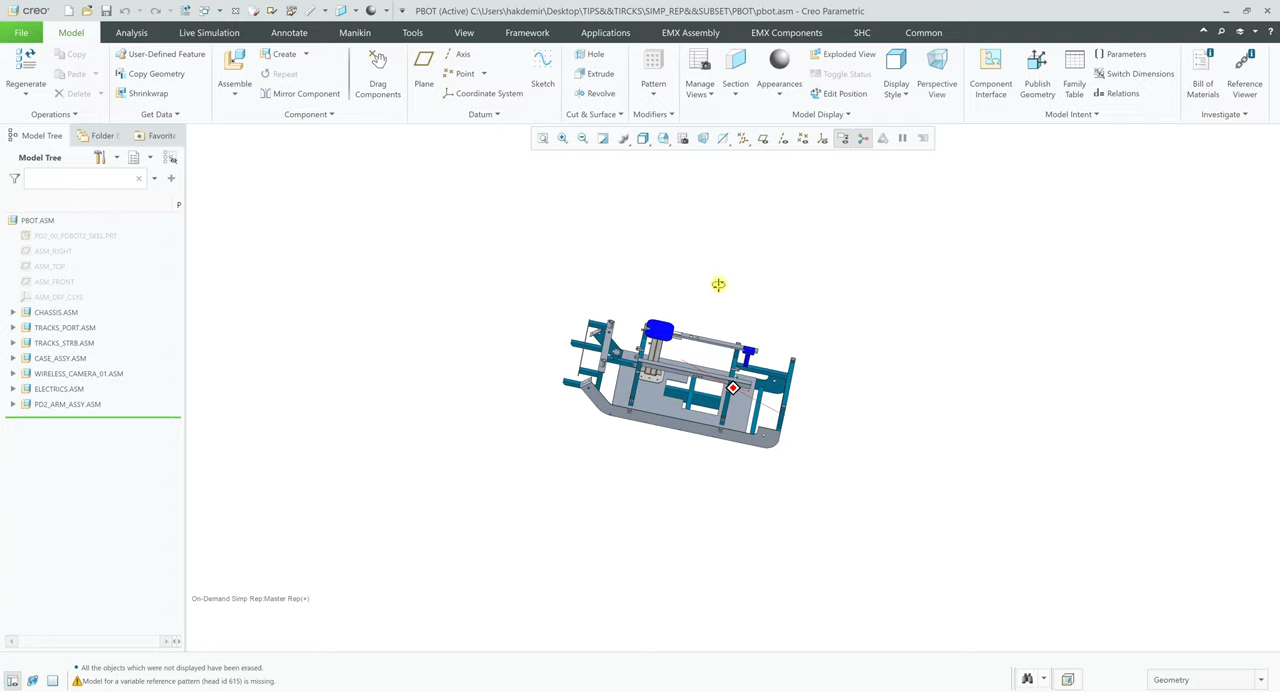 creo
PBOT (Active) C:\Users\hakdemir\Desktop\TIPS&&TIRCKS\SIMP_REP&&SUBSET\PBOT\pbot.asm - Creo Parametric
File
Model
Analysis
Live Simulation
Annotate
Manikin
Tools
View
Framework
Applications
EMX Assembly
EMX Components
SHC
Common
Regenerate
Copy
Paste
Delete
Operations
User-Defined Feature
Copy Geometry
Shrinkwrap
Get Data
Assemble
Create
Repeat
Mirror Component
Component
Drag
Components
Plane
Axis
Point
Coordinate System
Datum
Sketch
Hole
Extrude
Revolve
Cut & Surface
Pattern
Modifiers
Manage
Views
Section
Appearances
Exploded View
Toggle Status
Edit Position
Display
Style
Perspective
View
Model Display
Component
Interface
Publish
Geometry
Family
Table
Parameters
Switch Dimensions
Relations
Model Intent
Bill of
Materials
Reference
Viewer
Investigate
Model Tree
Folder
Favorite
Model Tree
P
PBOT.ASM
PD2_00_PDBOT2_SKEL.PRT
ASM_RIGHT
ASM_TOP
ASM_FRONT
ASM_DEF_CSYS
CHASSIS.ASM
TRACKS_PORT.ASM
TRACKS_STRB.ASM
CASE_ASSY.ASM
WIRELESS_CAMERA_01.ASM
ELECTRICS.ASM
PD2_ARM_ASSY.ASM
On-Demand Simp Rep:Master Rep(+)
All the objects which were not displayed have been erased.
Model for a variable reference pattern (head id 615) is missing.
Geometry